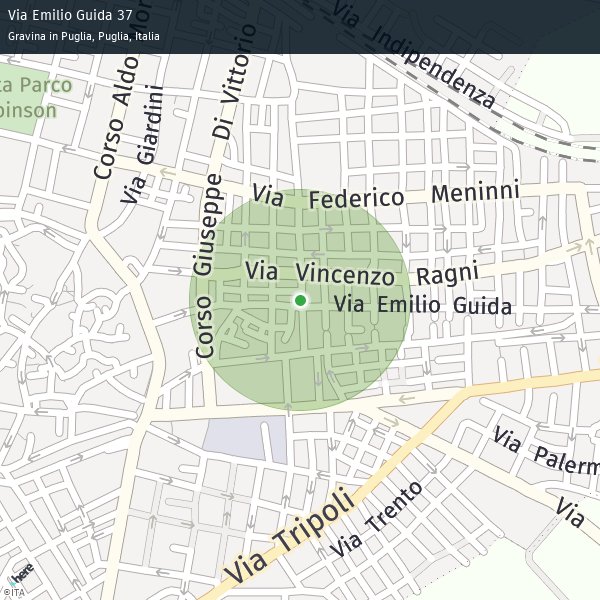 Via Emilio Guida 37
Gravina in Puglia, Puglia, Italia
Via Indipendenza
ta Parco
binson
Corso Aldo Mor
Via Giardini
Corso Giuseppe Di Vittorio
Via Federico Meninni
Via Vincenzo Ragni
Via Emilio Guida
Via Palerm
Via
Via Trento
Via Tripoli
here
©ITA